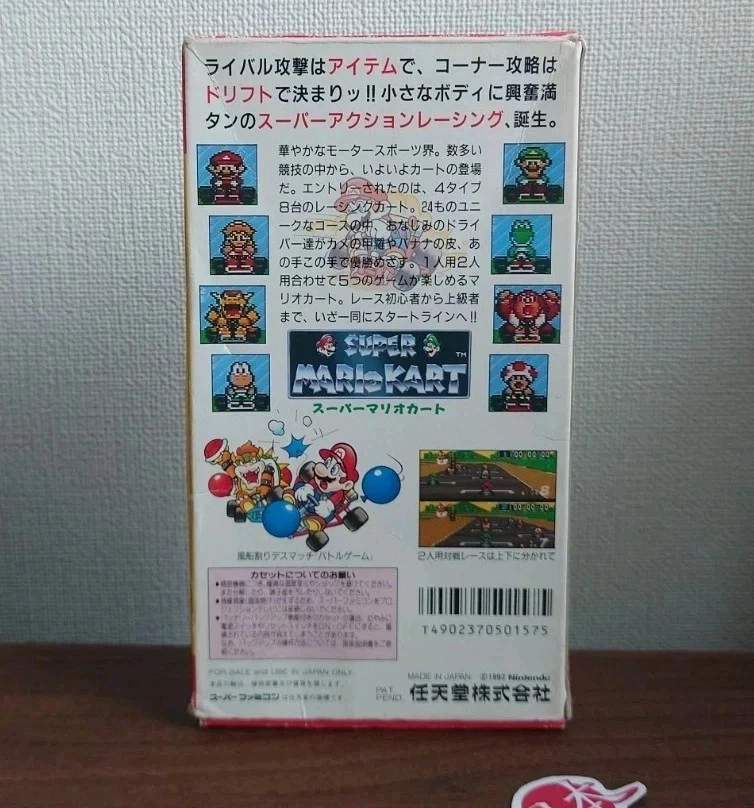 ライバル攻撃はアイテムで、コーナー攻略は
ドリフトで決まりッ!!小さなボディに興奮満
タンのスーパーアクションレーシング、誕生。
華やかなモータースポーツ界。数多い
競技の中から、いよいよカートの登場
だ。エントリーされたのは、4タイプ
8台のレーシングカート。24ものユニ
ークなコースの中、おなじみのドライ
バー達がカメの甲羅やバナナの皮、あ
の手この手で優勝めざす。1人用2人
用合わせて5つのゲームが楽しめるマ
リオカート。レース初心者から上級者
まで、いざ一同にスタートラインへ!!
SUPER
MARIO KART
TM
スーパーマリオカート
風船割りデスマッチ「バトルゲーム」
2人用対戦レースは上下に分かれて
カセットについてのお願い
T4902370501575
FOR SALE and USE IN JAPAN ONLY.
スーパーファミコンは任天堂の商標です。
MADE IN JAPAN ©1992 Nintendo
PAT. PEND. 任天堂株式会社